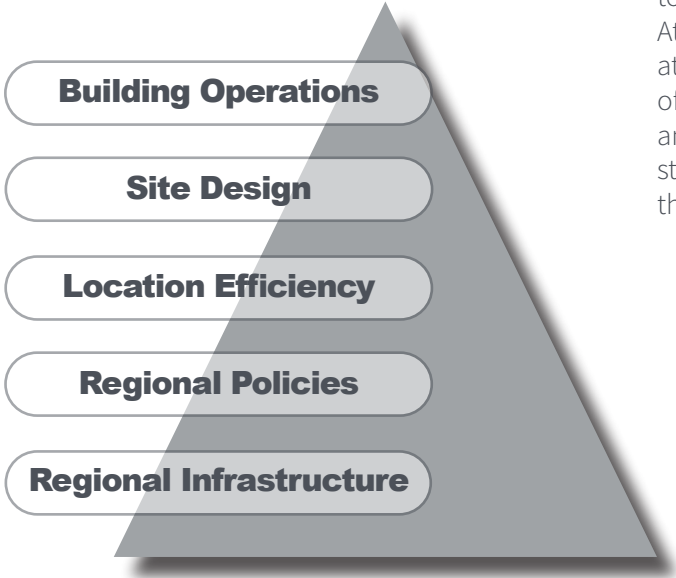 Building Operations
Site Design
Location Efficiency
Regional Policies
Regional Infrastructure